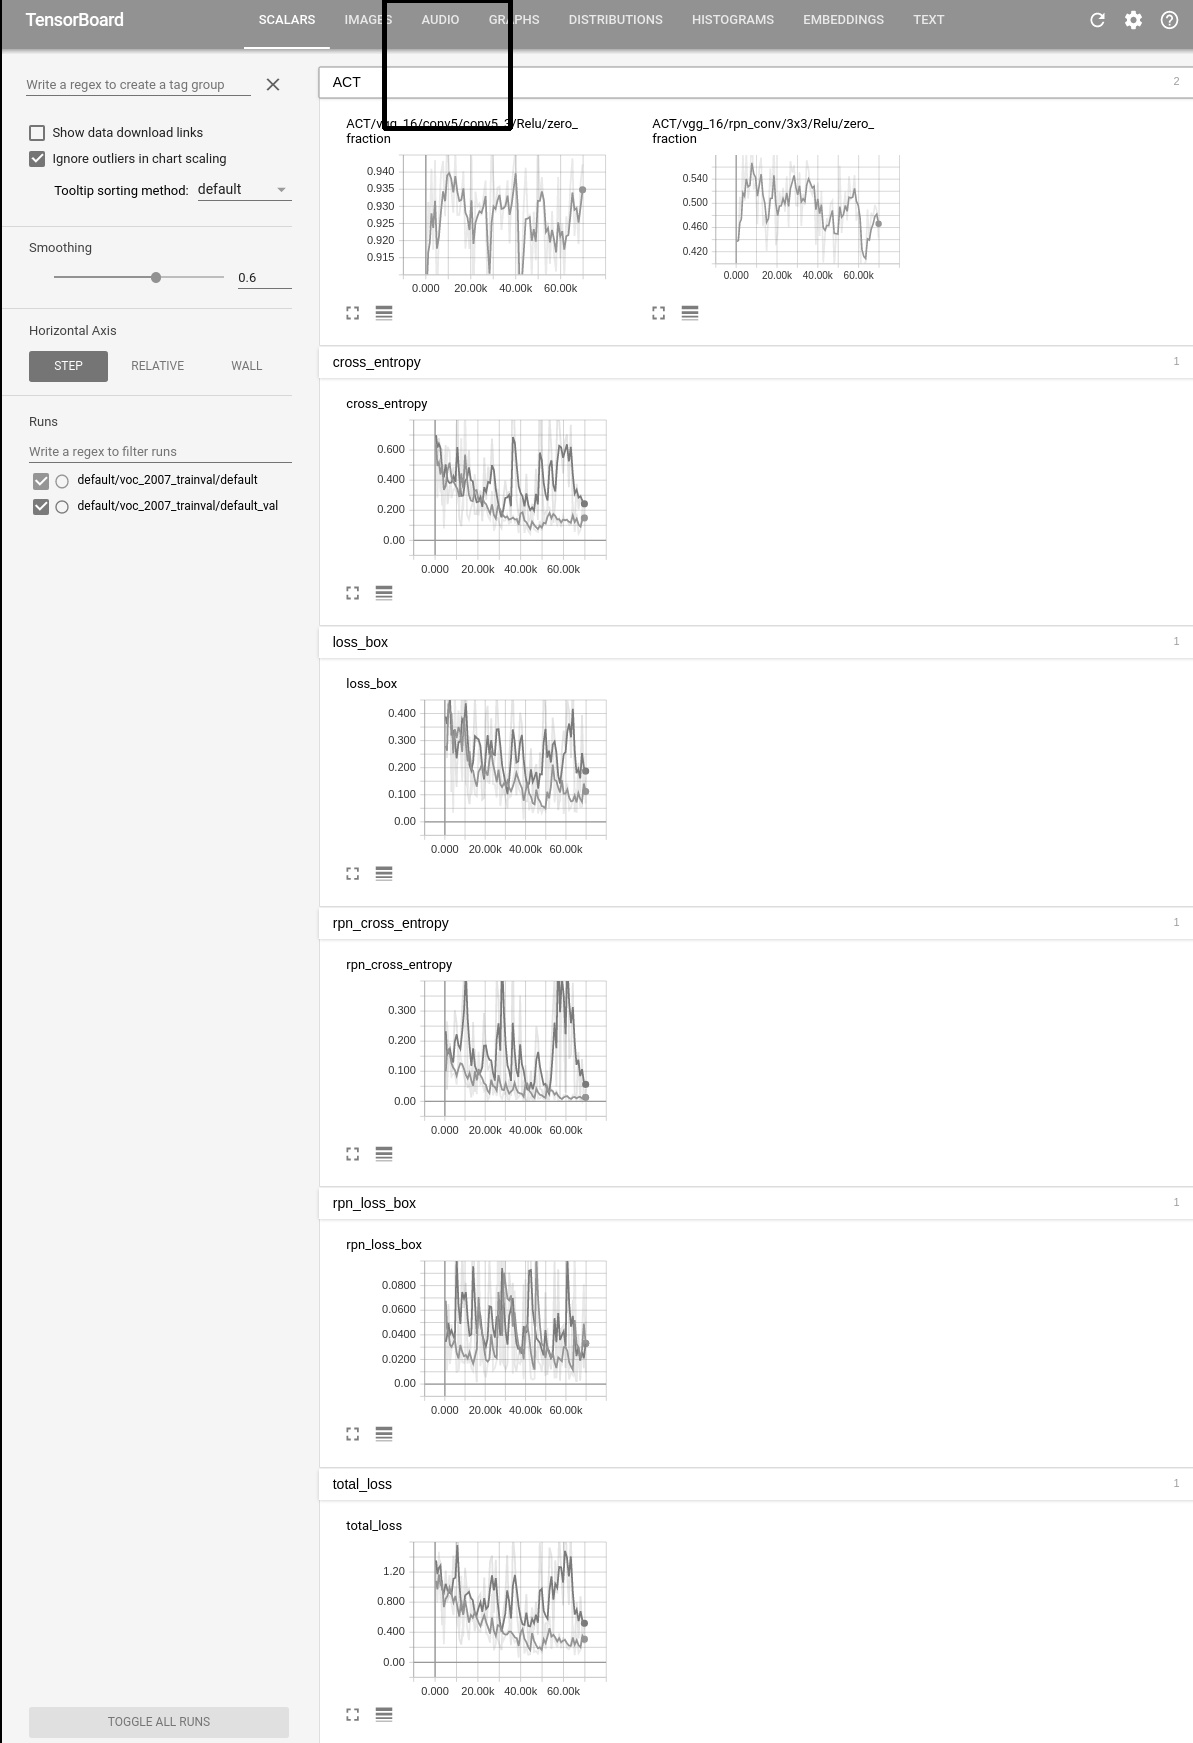 TensorBoard
SCALARS IMAGES AUDIO GRAPHS DISTRIBUTIONS HISTOGRAMS EMBEDDINGS TEXT
Write a regex to create a tag group
Show data download links
Ignore outliers in chart scaling
Tooltip sorting method: default
Smoothing
0.6
Horizontal Axis
STEP RELATIVE WALL
Runs
Write a regex to filter runs
default/voc_2007_trainval/default
default/voc_2007_trainval/default_val
TOGGLE ALL RUNS
ACT 2
ACT/vgg_16/conv5/conv5_3/Relu/zero_
fraction
0.940
0.935
0.930
0.925
0.920
0.915
0.000 20.00k 40.00k 60.00k
ACT/vgg_16/rpn_conv/3x3/Relu/zero_
fraction
0.540
0.500
0.460
0.420
0.000 20.00k 40.00k 60.00k
cross_entropy 1
cross_entropy
0.600
0.400
0.200
0.00
0.000 20.00k 40.00k 60.00k
loss_box 1
loss_box
0.400
0.300
0.200
0.100
0.00
0.000 20.00k 40.00k 60.00k
rpn_cross_entropy 1
rpn_cross_entropy
0.300
0.200
0.100
0.00
0.000 20.00k 40.00k 60.00k
rpn_loss_box 1
rpn_loss_box
0.0800
0.0600
0.0400
0.0200
0.00
0.000 20.00k 40.00k 60.00k
total_loss 1
total_loss
1.20
0.800
0.400
0.00
0.000 20.00k 40.00k 60.00k